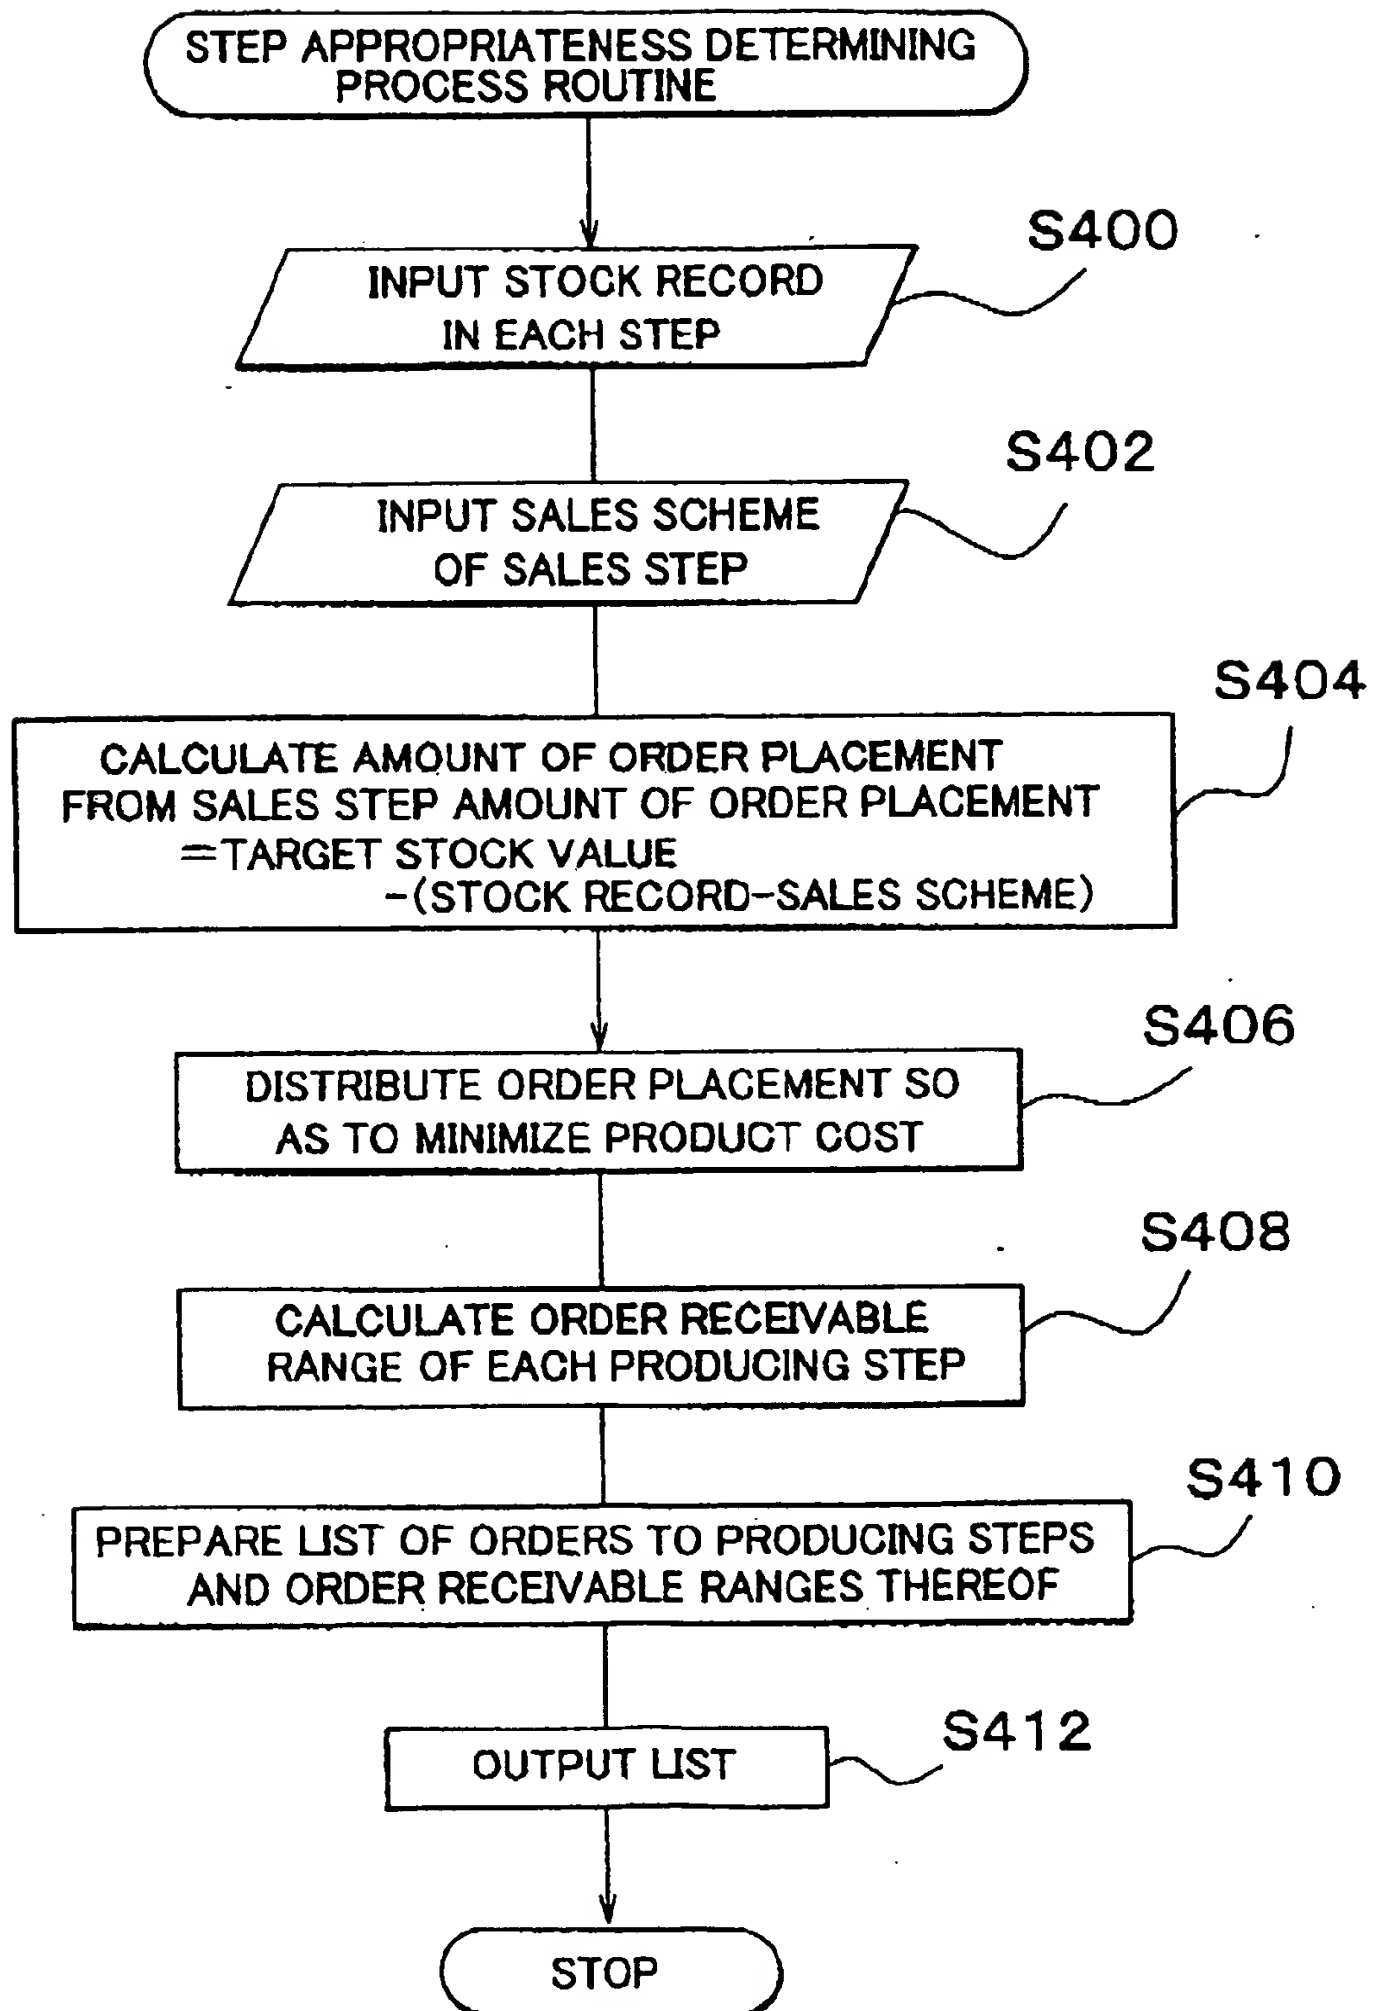 STEP APPROPRIATENESS DETERMINING
PROCESS ROUTINE
S400
INPUT STOCK RECORD
IN EACH STEP
S402
INPUT SALES SCHEME
OF SALES STEP
S404
CALCULATE AMOUNT OF ORDER PLACEMENT
FROM SALES STEP AMOUNT OF ORDER PLACEMENT
=TARGET STOCK VALUE
-(STOCK RECORD-SALES SCHEME)
S406
DISTRIBUTE ORDER PLACEMENT SO
AS TO MINIMIZE PRODUCT COST
S408
CALCULATE ORDER RECEIVABLE
RANGE OF EACH PRODUCING STEP
S410
PREPARE LIST OF ORDERS TO PRODUCING STEPS
AND ORDER RECEIVABLE RANGES THEREOF
S412
OUTPUT LIST
STOP